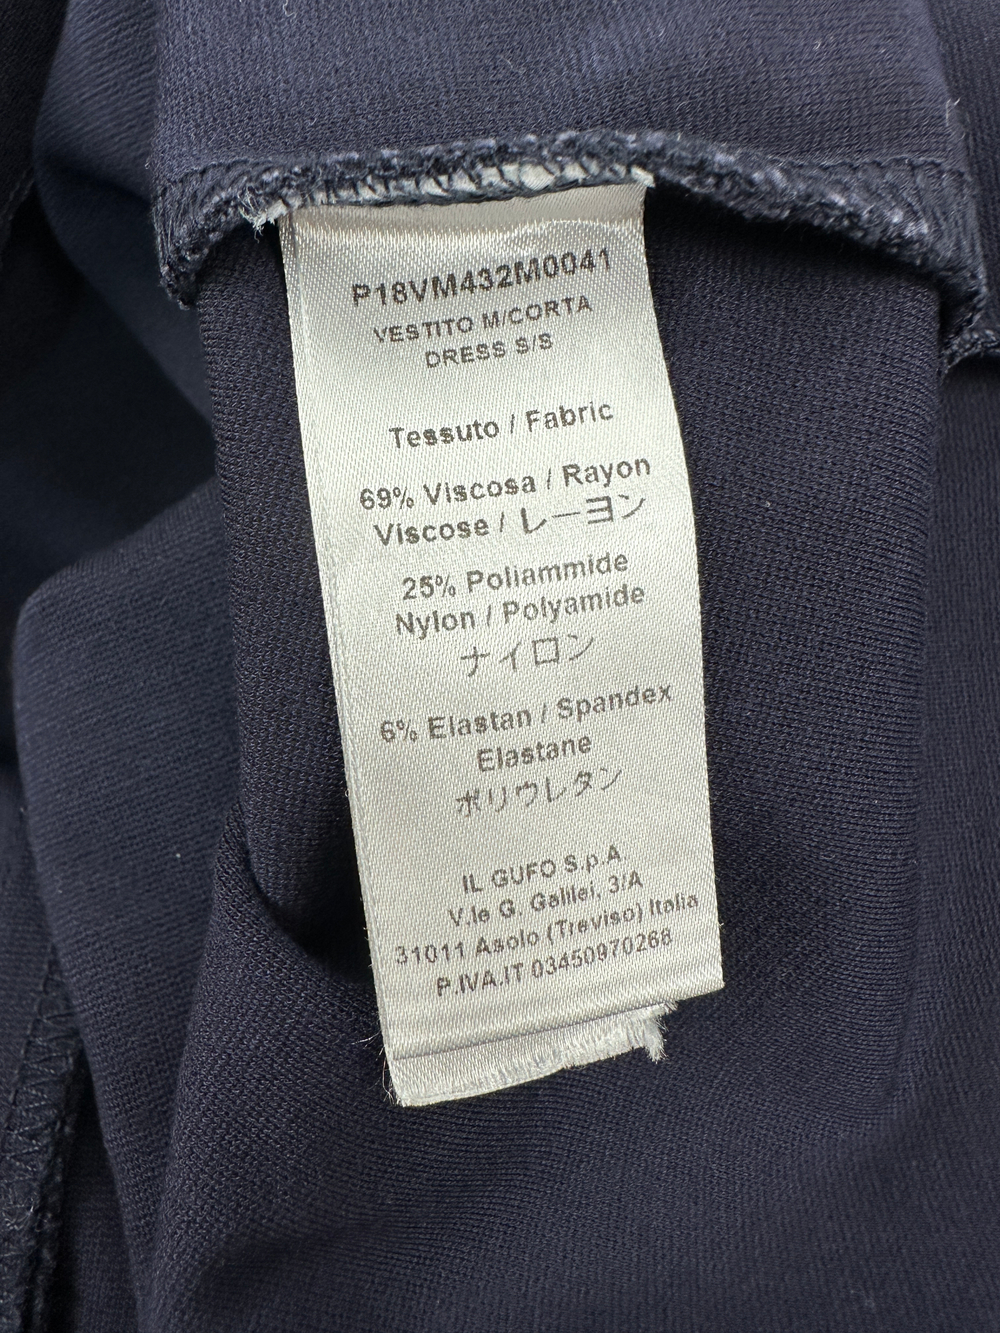 P18VM432M0041
VESTITO M/CORTA
DRESS S/S
Tessuto / Fabric
69% Viscosa / Rayon
Viscose / レーヨン
25% Poliammide
Nylon / Polyamide
ナイロン
6% Elastan / Spandex
Elastane
ポリウレタン
IL GUFO S.p.A
V.le G. Galilei, 3/A
31011 Asolo (Treviso) Italia
P.IVA.IT 03450970268